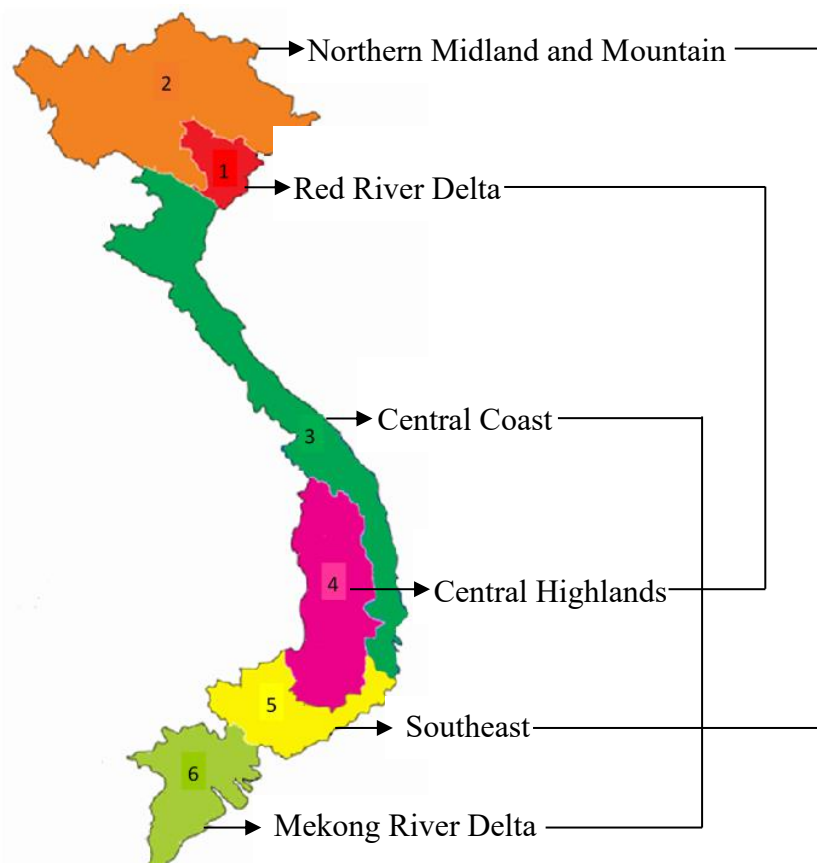 Northern Midland and Mountain
2
1
Red River Delta
Central Coast
3
4
Central Highlands
5
Southeast
6
Mekong River Delta